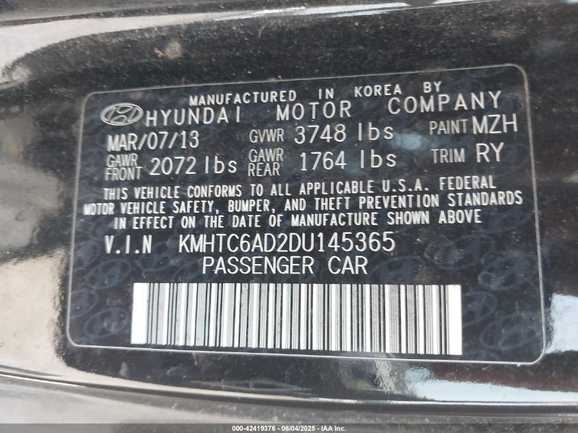 MANUFACTURED IN KOREA BY
HYUNDAI MOTOR COMPANY
MAR/07/13 GVWR 3748 lbs PAINT MZH
GAWR FRONT 2072 lbs GAWR REAR 1764 lbs TRIM RY
THIS VEHICLE CONFORMS TO ALL APPLICABLE U.S.A. FEDERAL
MOTOR VEHICLE SAFETY, BUMPER, AND THEFT PREVENTION STANDARDS
IN EFFECT ON THE DATE OF MANUFACTURE SHOWN ABOVE
V.I.N KMHTC6AD2DU145365
PASSENGER CAR
000-42419376 - 06/04/2025 - IAA Inc.